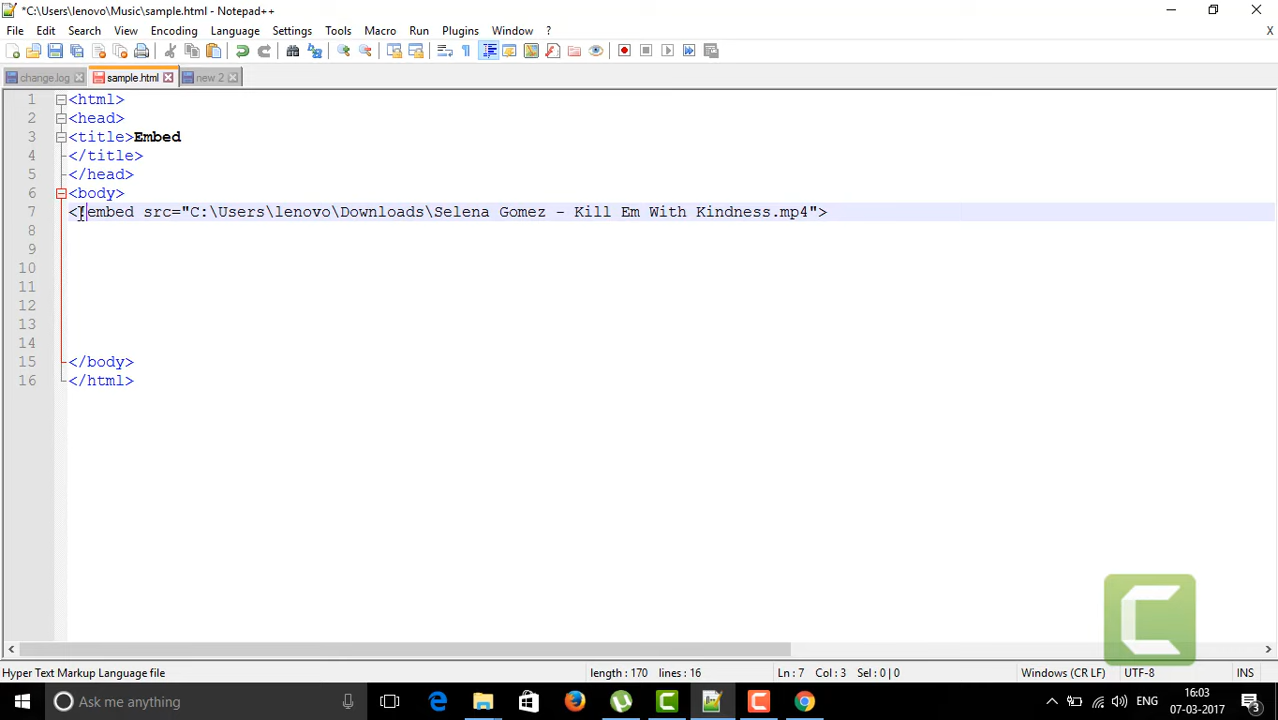 *C:\Users\lenovo\Music\sample.html - Notepad++
File Edit Search View Encoding Language Settings Tools Macro Run Plugins Window ? X
change.log sample.html new 2
1 <html>
2 <head>
3 <title>Embed
4 </title>
5 </head>
6 <body>
7 < embed src="C:\Users\lenovo\Downloads\Selena Gomez - Kill Em With Kindness.mp4">
8
9
10
11
12
13
14
15 </body>
16 </html>
Hyper Text Markup Language file length : 170 lines : 16 Ln : 7 Col : 3 Sel : 0 | 0 Windows (CR LF) UTF-8 INS
Ask me anything ENG 16:03
07-03-2017 3